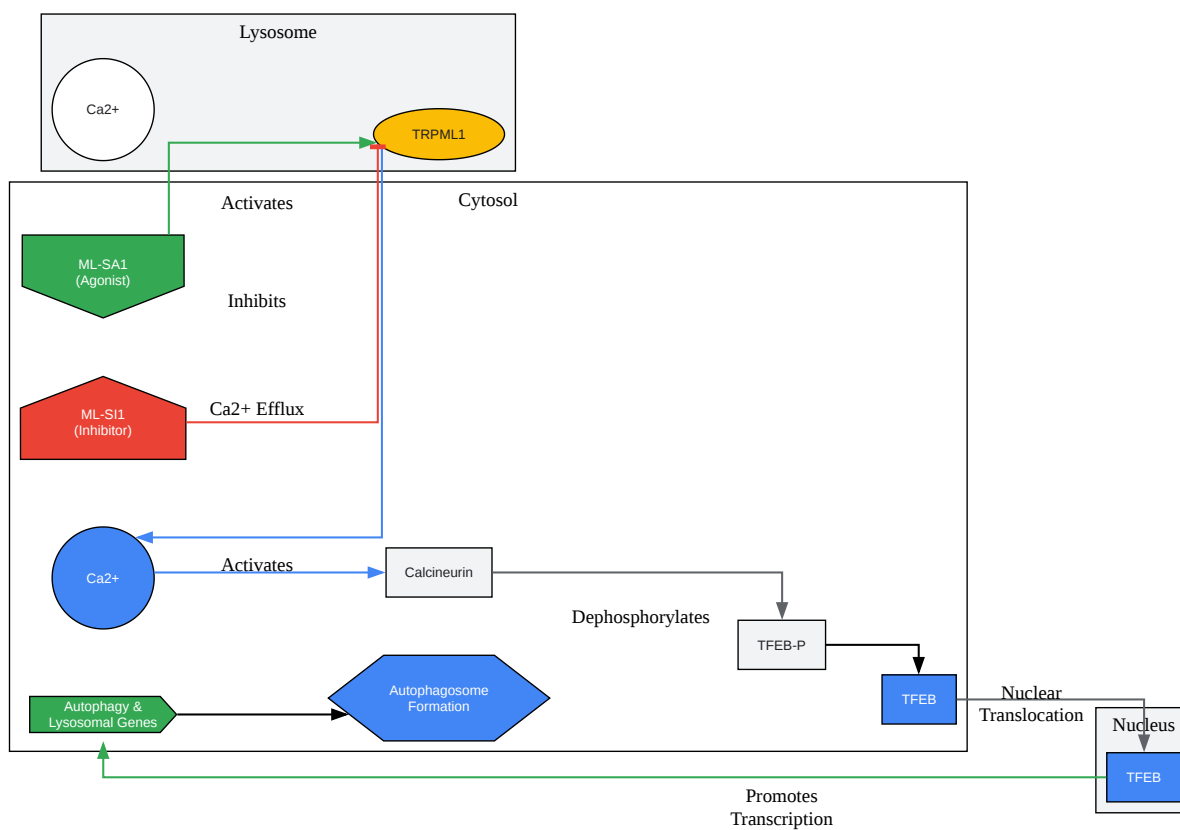 Lysosome
Ca2+
TRPML1
Activates
Cytosol
ML-SA1
(Agonist)
Inhibits
ML-SI1
(Inhibitor)
Ca2+ Efflux
Ca2+
Activates
Calcineurin
Dephosphorylates
TFEB-P
Autophagosome
Formation
Autophagy &
Lysosomal Genes
TFEB
Nuclear
Translocation
Nucleus
TFEB
Promotes
Transcription